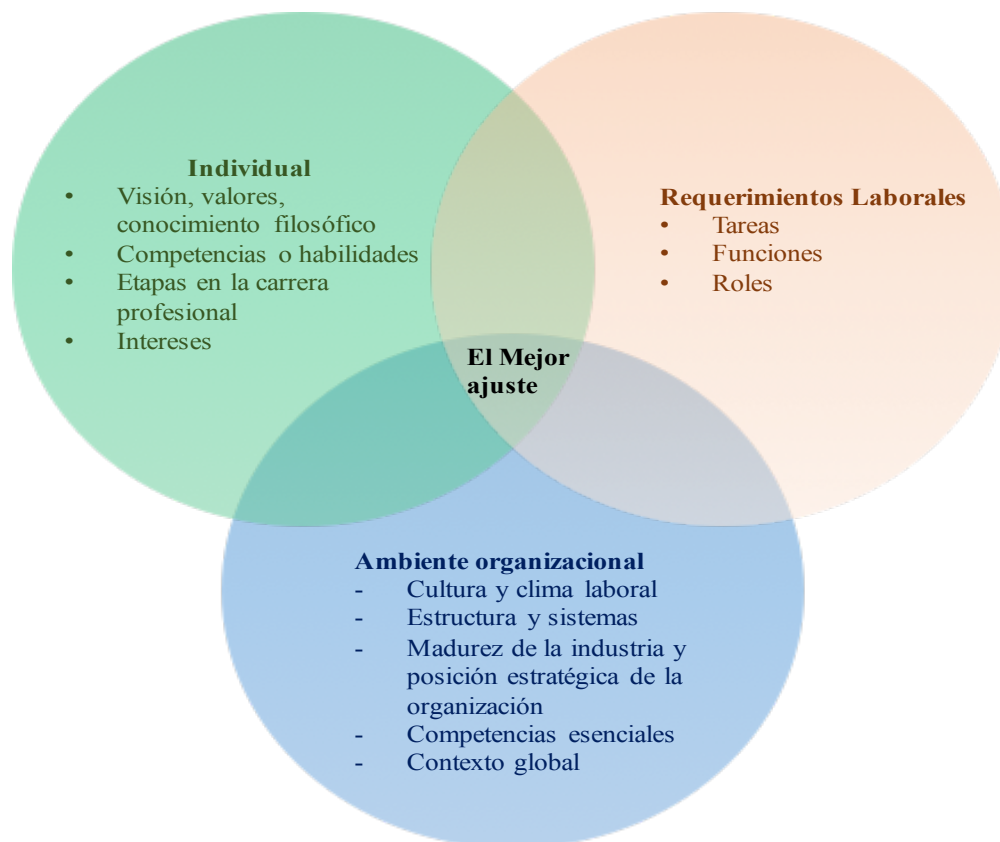 Individual
• Visión, valores,
conocimiento filosófico
• Competencias o habilidades
• Etapas en la carrera
profesional
• Intereses
Requerimientos Laborales
• Tareas
• Funciones
• Roles
El Mejor
ajuste
Ambiente organizacional
- Cultura y clima laboral
- Estructura y sistemas
- Madurez de la industria y
posición estratégica de la
organización
- Competencias esenciales
- Contexto global